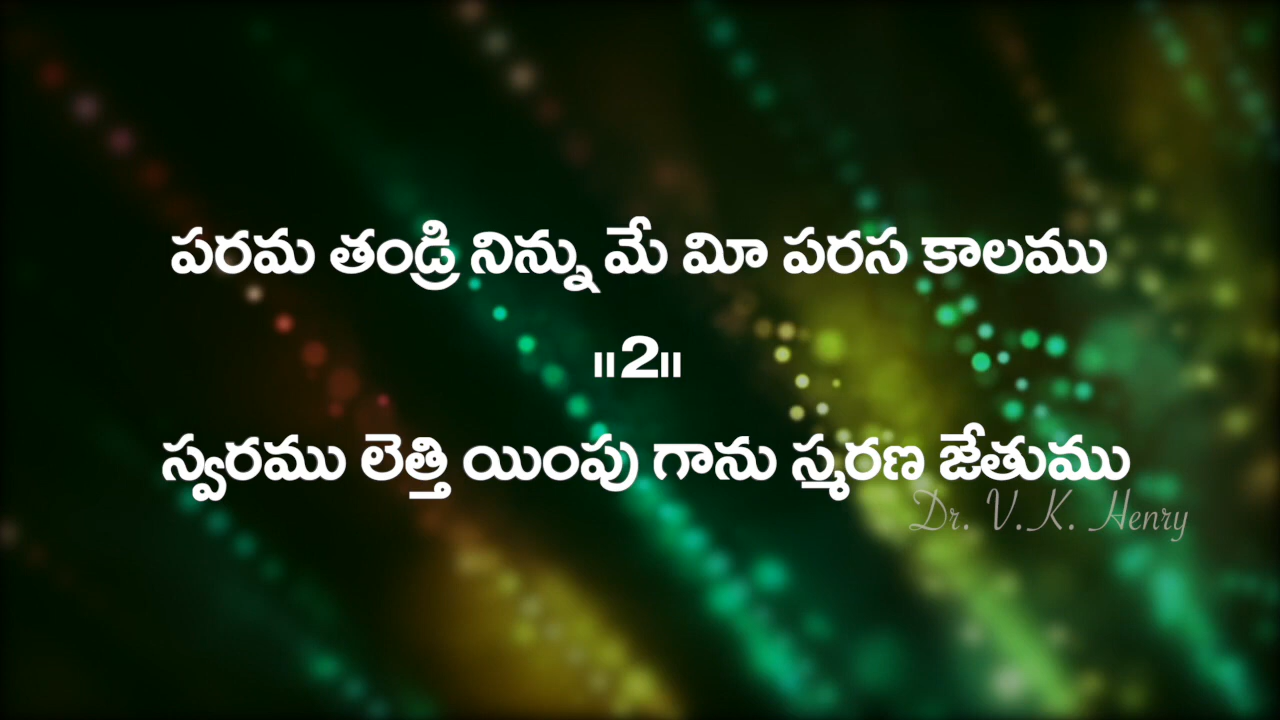 పరమ తండ్రి నిన్ను మే మీ పరస కాలము
॥2॥
స్వరము లెత్తి యింపు గాను స్మరణ జేతుము
Dr. V.K. Henry